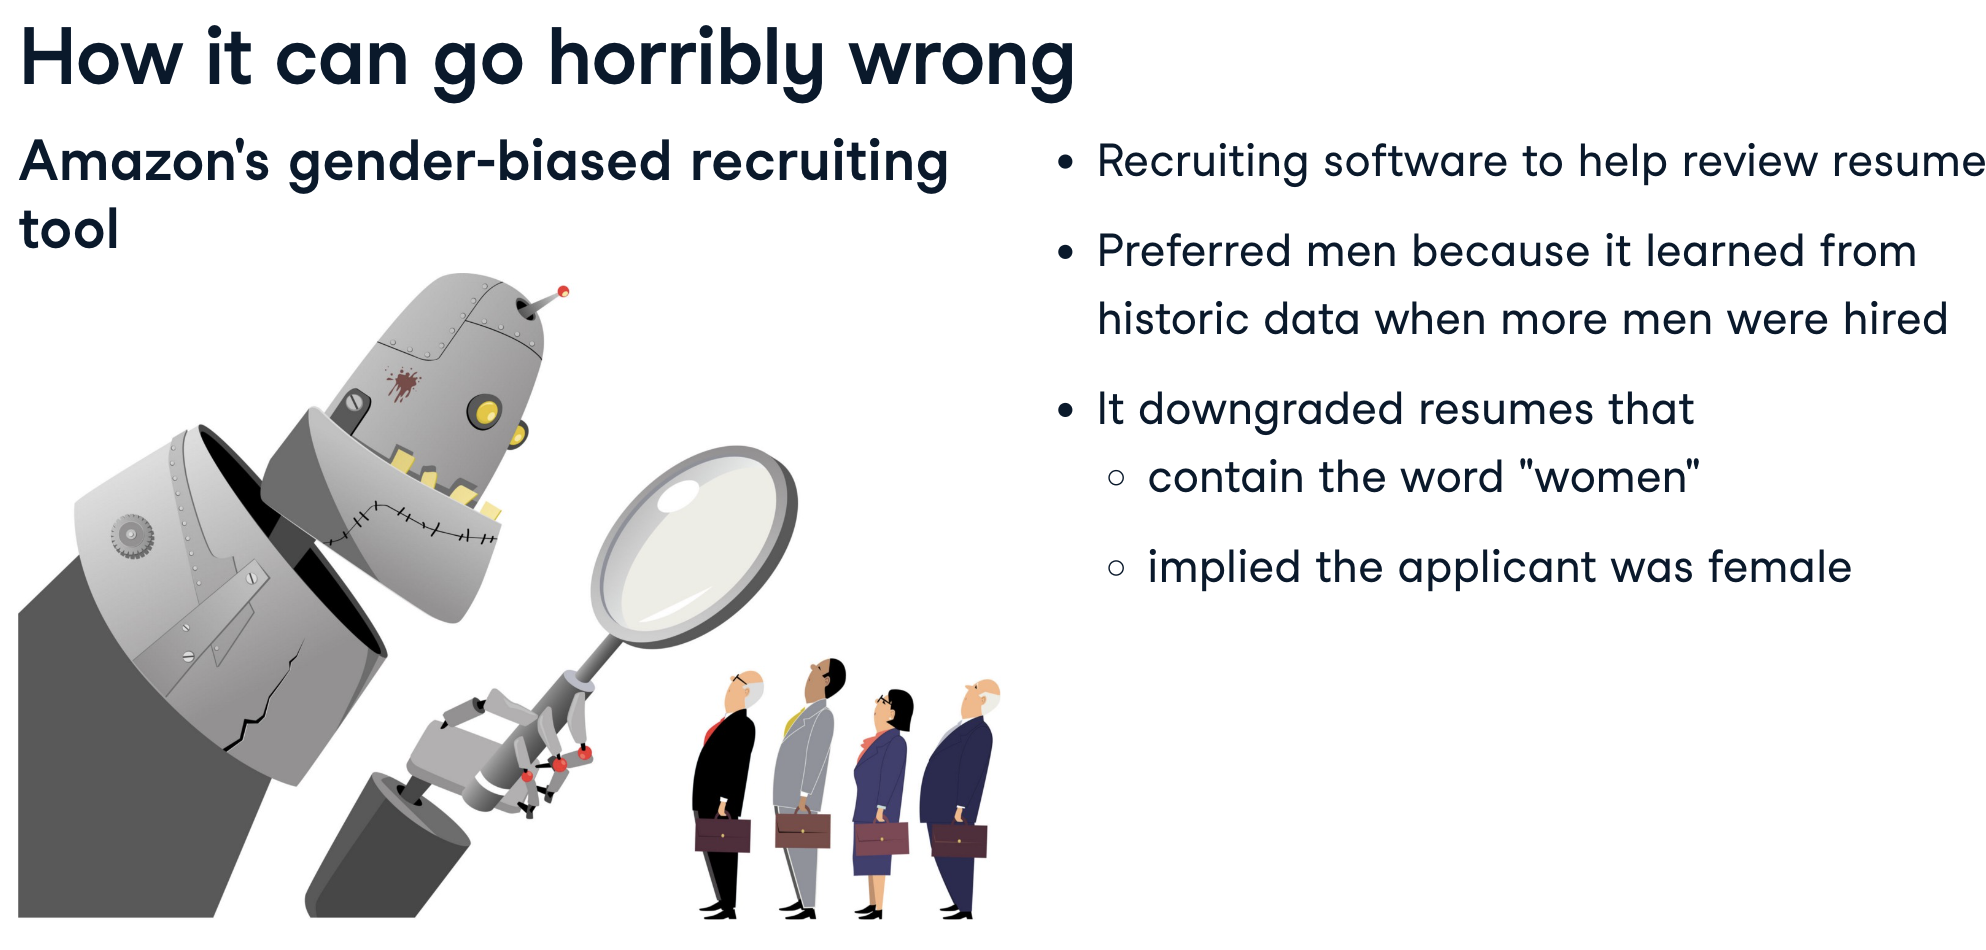 How it can go horribly wrong
Amazon's gender-biased recruiting
tool
• Recruiting software to help review resume
• Preferred men because it learned from
historic data when more men were hired
• It downgraded resumes that
○ contain the word "women"
○ implied the applicant was female